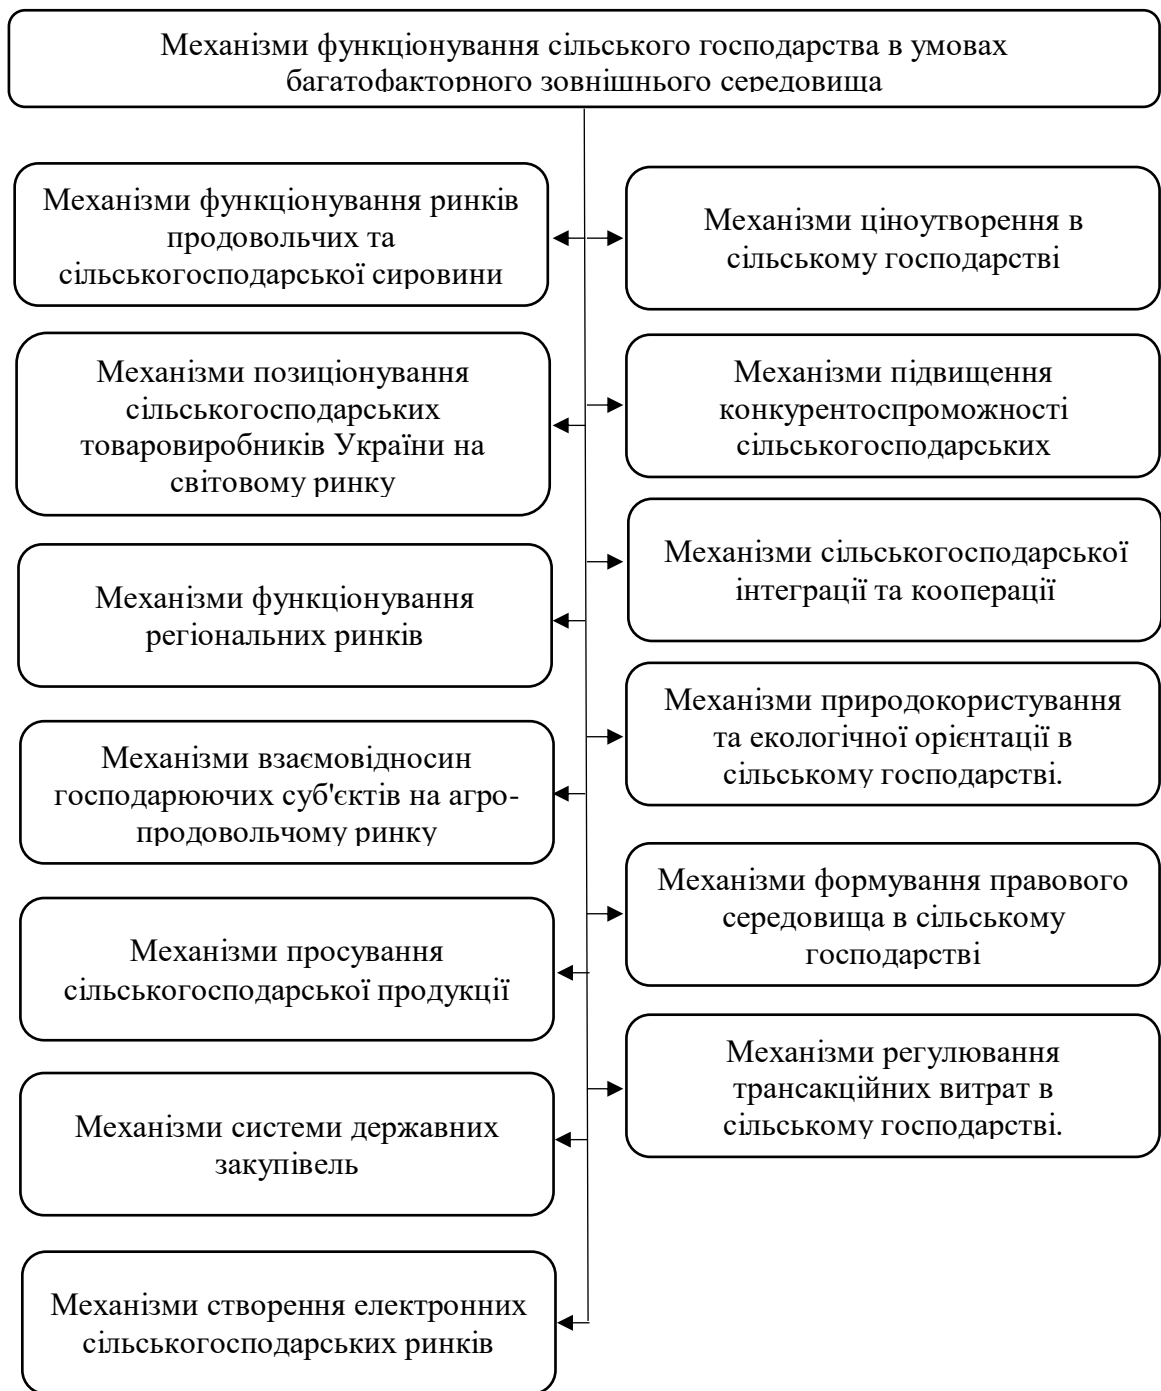 Механізми функціонування сільського господарства в умовах
багатофакторного зовнішнього середовища
Механізми функціонування ринків
продовольчих та
сільськогосподарської сировини
Механізми ціноутворення в
сільському господарстві
Механізми позиціонування
сільськогосподарських
товаровиробників України на
світовому ринку
Механізми підвищення
конкурентоспроможності
сільськогосподарських
Механізми сільськогосподарської
інтеграції та кооперації
Механізми функціонування
регіональних ринків
Механізми природокористування
та екологічної орієнтації в
сільському господарстві.
Механізми взаємовідносин
господарюючих суб'єктів на агро-
продовольчому ринку
Механізми формування правового
середовища в сільському
господарстві
Механізми просування
сільськогосподарської продукції
Механізми регулювання
трансакційних витрат в
сільському господарстві.
Механізми системи державних
закупівель
Механізми створення електронних
сільськогосподарських ринків